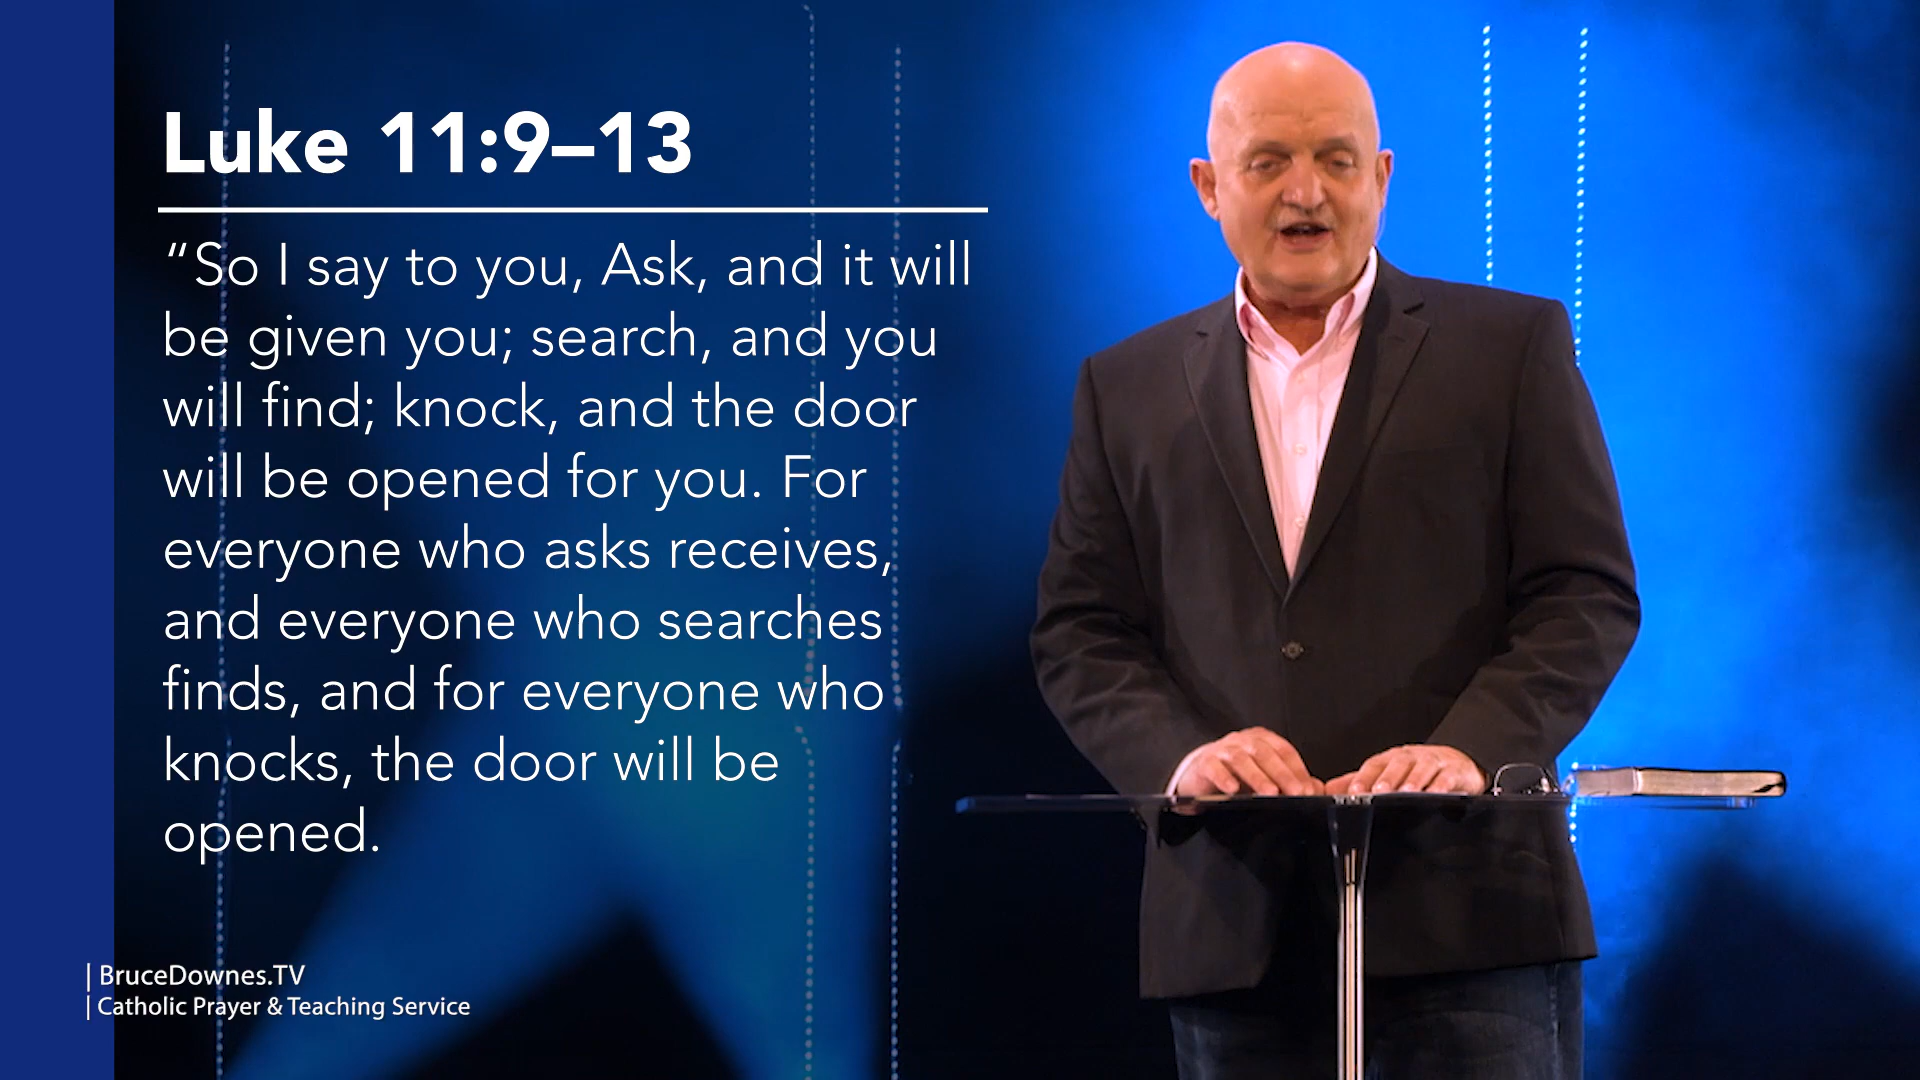 Luke 11:9–13
“So I say to you, Ask, and it will
be given you; search, and you
will find; knock, and the door
will be opened for you. For
everyone who asks receives,
and everyone who searches
finds, and for everyone who
knocks, the door will be
opened.
| BruceDownes.TV
| Catholic Prayer & Teaching Service